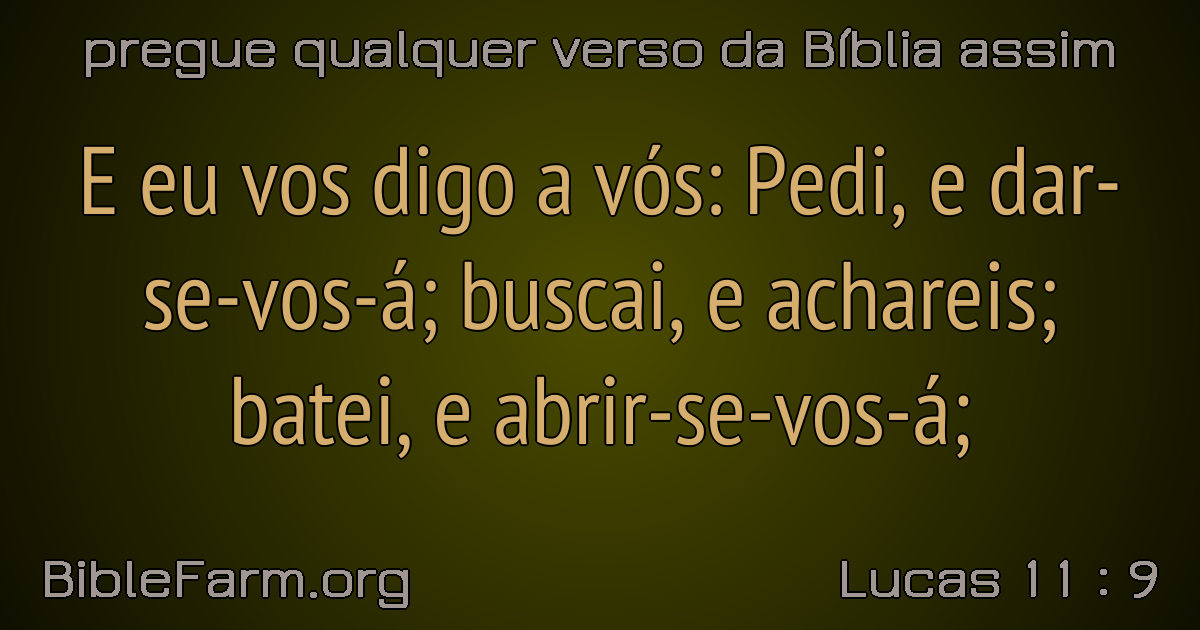 pregue qualquer verso da Bíblia assim
E eu vos digo a vós: Pedi, e dar-
se-vos-á; buscai, e achareis;
batei, e abrir-se-vos-á;
BibleFarm.org
Lucas 11 : 9